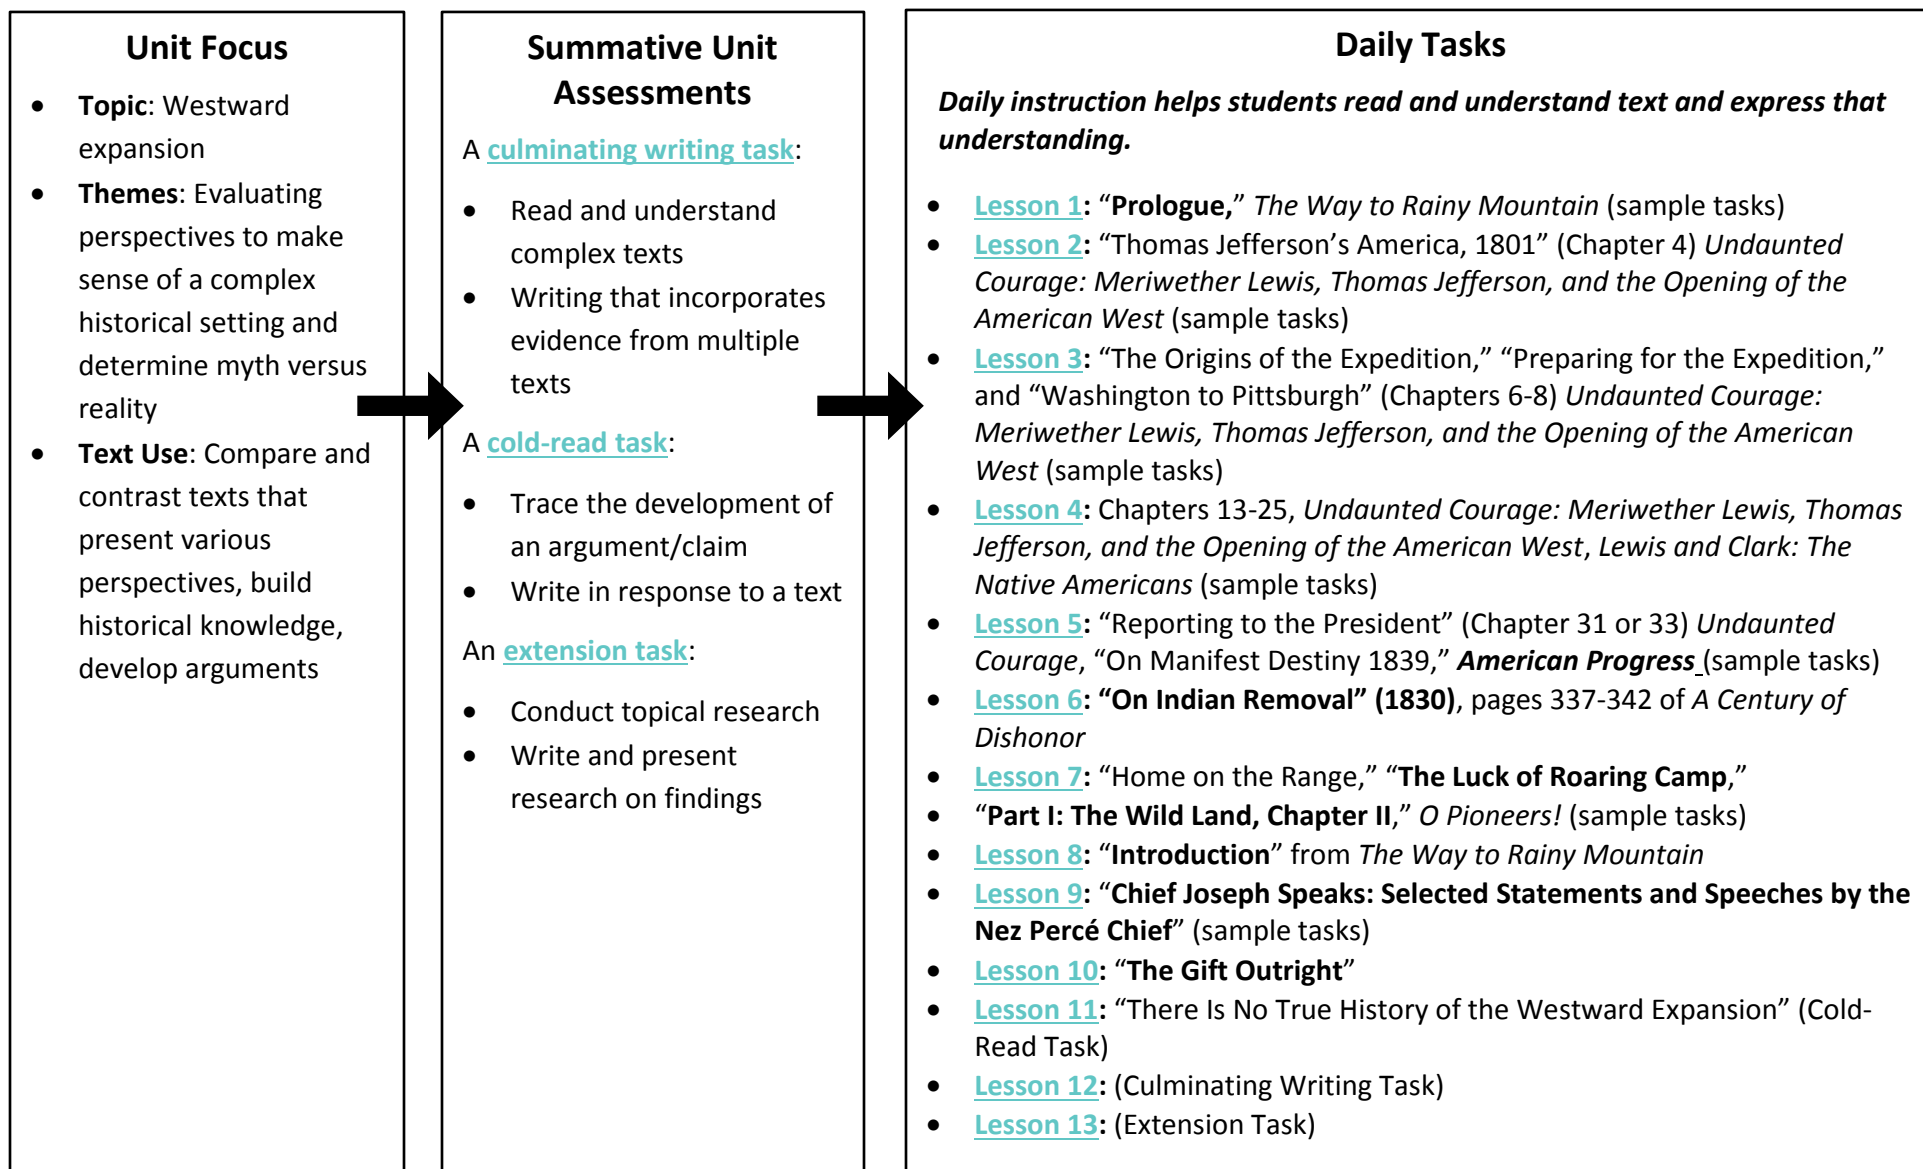 Unit Focus
• Topic: Westward
expansion
• Themes: Evaluating
perspectives to make
sense of a complex
historical setting and
determine myth versus
reality
• Text Use: Compare and
contrast texts that
present various
perspectives, build
historical knowledge,
develop arguments
Summative Unit
Assessments
A culminating writing task:
• Read and understand
complex texts
• Writing that incorporates
evidence from multiple
texts
A cold-read task:
• Trace the development of
an argument/claim
• Write in response to a text
An extension task:
• Conduct topical research
• Write and present
research on findings
Daily Tasks
Daily instruction helps students read and understand text and express that
understanding.
• Lesson 1: “Prologue,” The Way to Rainy Mountain (sample tasks)
• Lesson 2: “Thomas Jefferson’s America, 1801” (Chapter 4) Undaunted
Courage: Meriwether Lewis, Thomas Jefferson, and the Opening of the
American West (sample tasks)
• Lesson 3: “The Origins of the Expedition,” “Preparing for the Expedition,”
and “Washington to Pittsburgh” (Chapters 6-8) Undaunted Courage:
Meriwether Lewis, Thomas Jefferson, and the Opening of the American
West (sample tasks)
• Lesson 4: Chapters 13-25, Undaunted Courage: Meriwether Lewis, Thomas
Jefferson, and the Opening of the American West, Lewis and Clark: The
Native Americans (sample tasks)
• Lesson 5: “Reporting to the President” (Chapter 31 or 33) Undaunted
Courage, “On Manifest Destiny 1839,” American Progress (sample tasks)
• Lesson 6: “On Indian Removal” (1830), pages 337-342 of A Century of
Dishonor
• Lesson 7: “Home on the Range,” “The Luck of Roaring Camp,”
• “Part I: The Wild Land, Chapter II,” O Pioneers! (sample tasks)
• Lesson 8: “Introduction” from The Way to Rainy Mountain
• Lesson 9: “Chief Joseph Speaks: Selected Statements and Speeches by the
Nez Percé Chief” (sample tasks)
• Lesson 10: “The Gift Outright”
• Lesson 11: “There Is No True History of the Westward Expansion” (Cold-
Read Task)
• Lesson 12: (Culminating Writing Task)
• Lesson 13: (Extension Task)